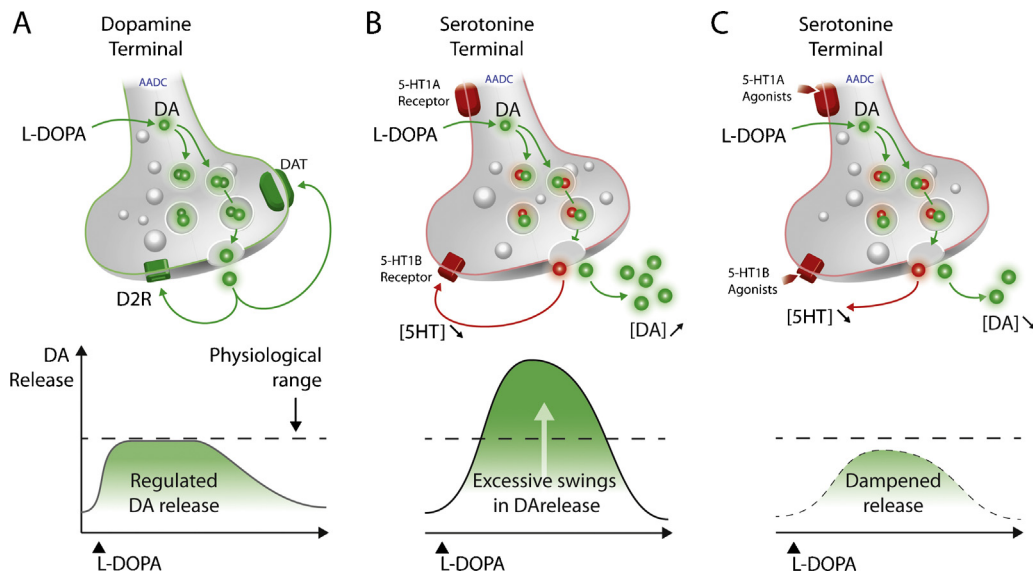 A
Dopamine
Terminal
AADC
DA
L-DOPA
DAT
D2R
DA
Release
Physiological
range
Regulated
DA release
L-DOPA
B
Serotonine
Terminal
5-HT1A
Receptor
AADC
DA
L-DOPA
5-HT1B
Receptor
[5HT] ↘
[DA] ↗
Excessive swings
in DArelease
L-DOPA
C
Serotonine
Terminal
5-HT1A
Agonists
AADC
DA
L-DOPA
5-HT1B
Agonists
[5HT] ↘
[DA] ↘
Dampened
release
L-DOPA